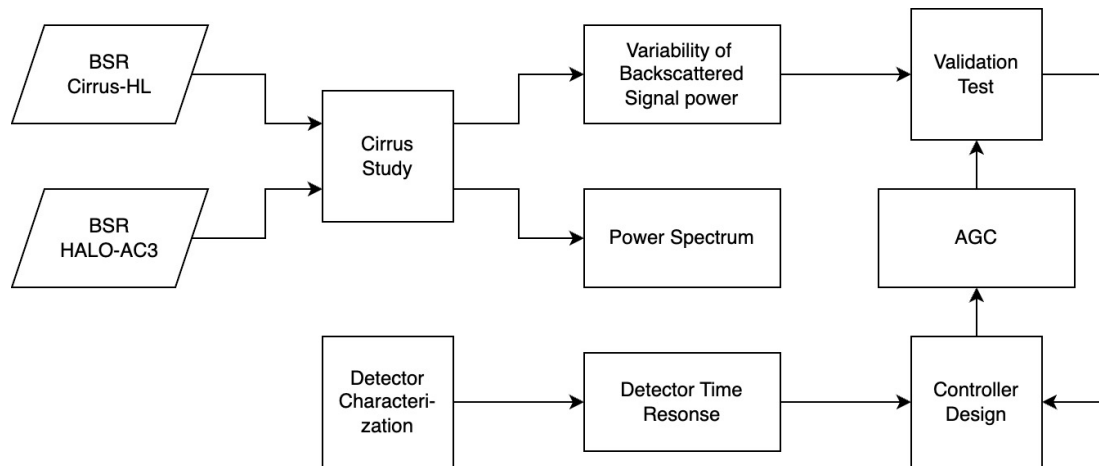 BSR
Cirrus-HL
Variability of
Backscattered
Signal power
Validation
Test
Cirrus
Study
BSR
HALO-AC3
Power Spectrum
AGC
Detector
Characteri-
zation
Detector Time
Resonse
Controller
Design